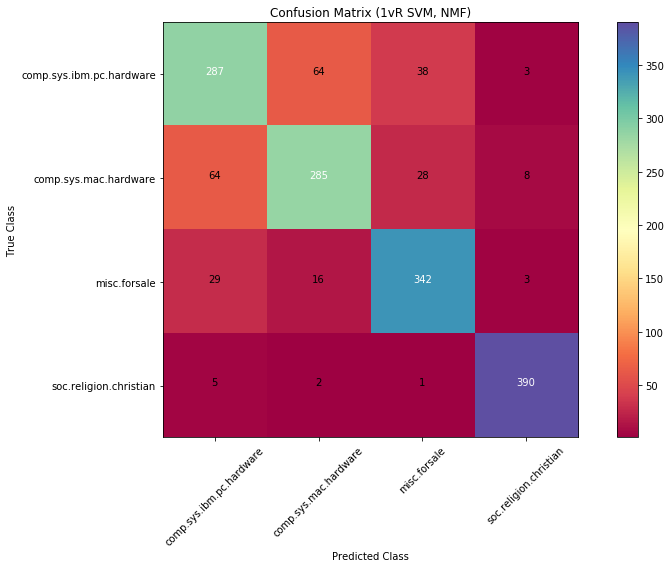 Confusion Matrix (1vR SVM, NMF)
True Class
comp.sys.ibm.pc.hardware 287 64 38 3
comp.sys.mac.hardware 64 285 28 8
misc.forsale 29 16 342 3
soc.religion.christian 5 2 1 390
comp.sys.ibm.pc.hardware comp.sys.mac.hardware misc.forsale soc.religion.christian
Predicted Class
350
300
250
200
150
100
50